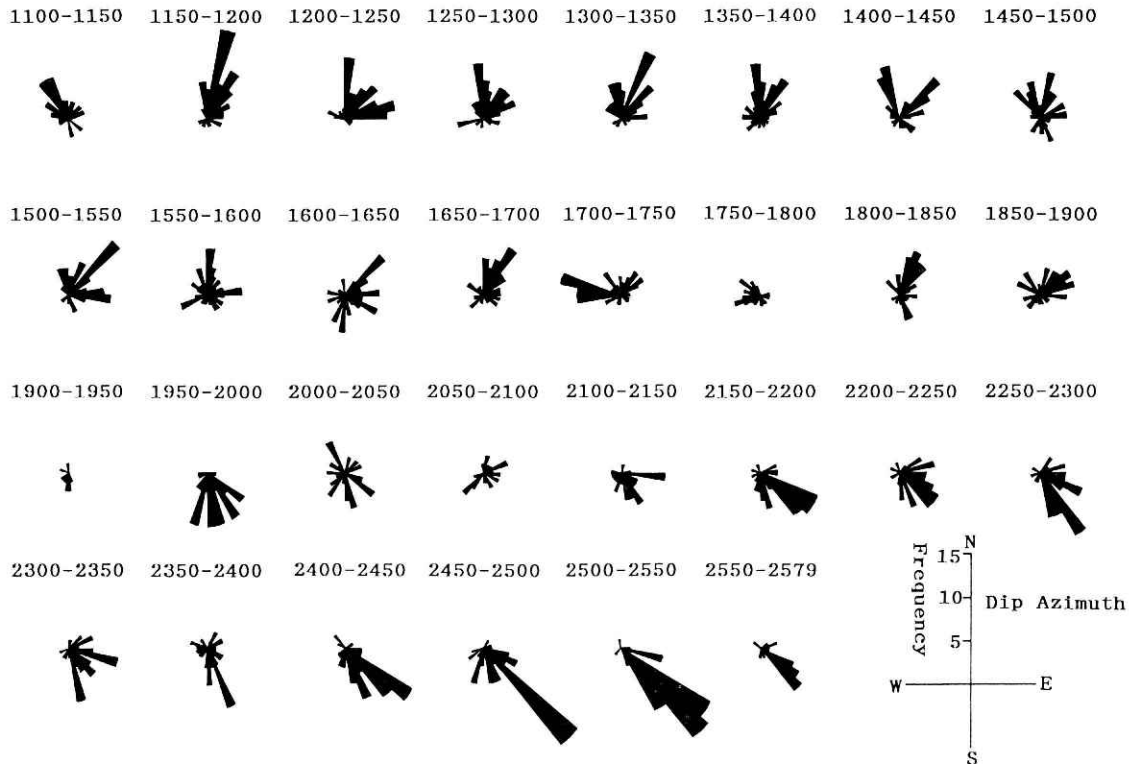 1100-1150 1150-1200 1200-1250 1250-1300 1300-1350 1350-1400 1400-1450 1450-1500
1500-1550 1550-1600 1600-1650 1650-1700 1700-1750 1750-1800 1800-1850 1850-1900
1900-1950 1950-2000 2000-2050 2050-2100 2100-2150 2150-2200 2200-2250 2250-2300
2300-2350 2350-2400 2400-2450 2450-2500 2500-2550 2550-2579
N
15
10
5
Frequency
Dip Azimuth
W
E
S